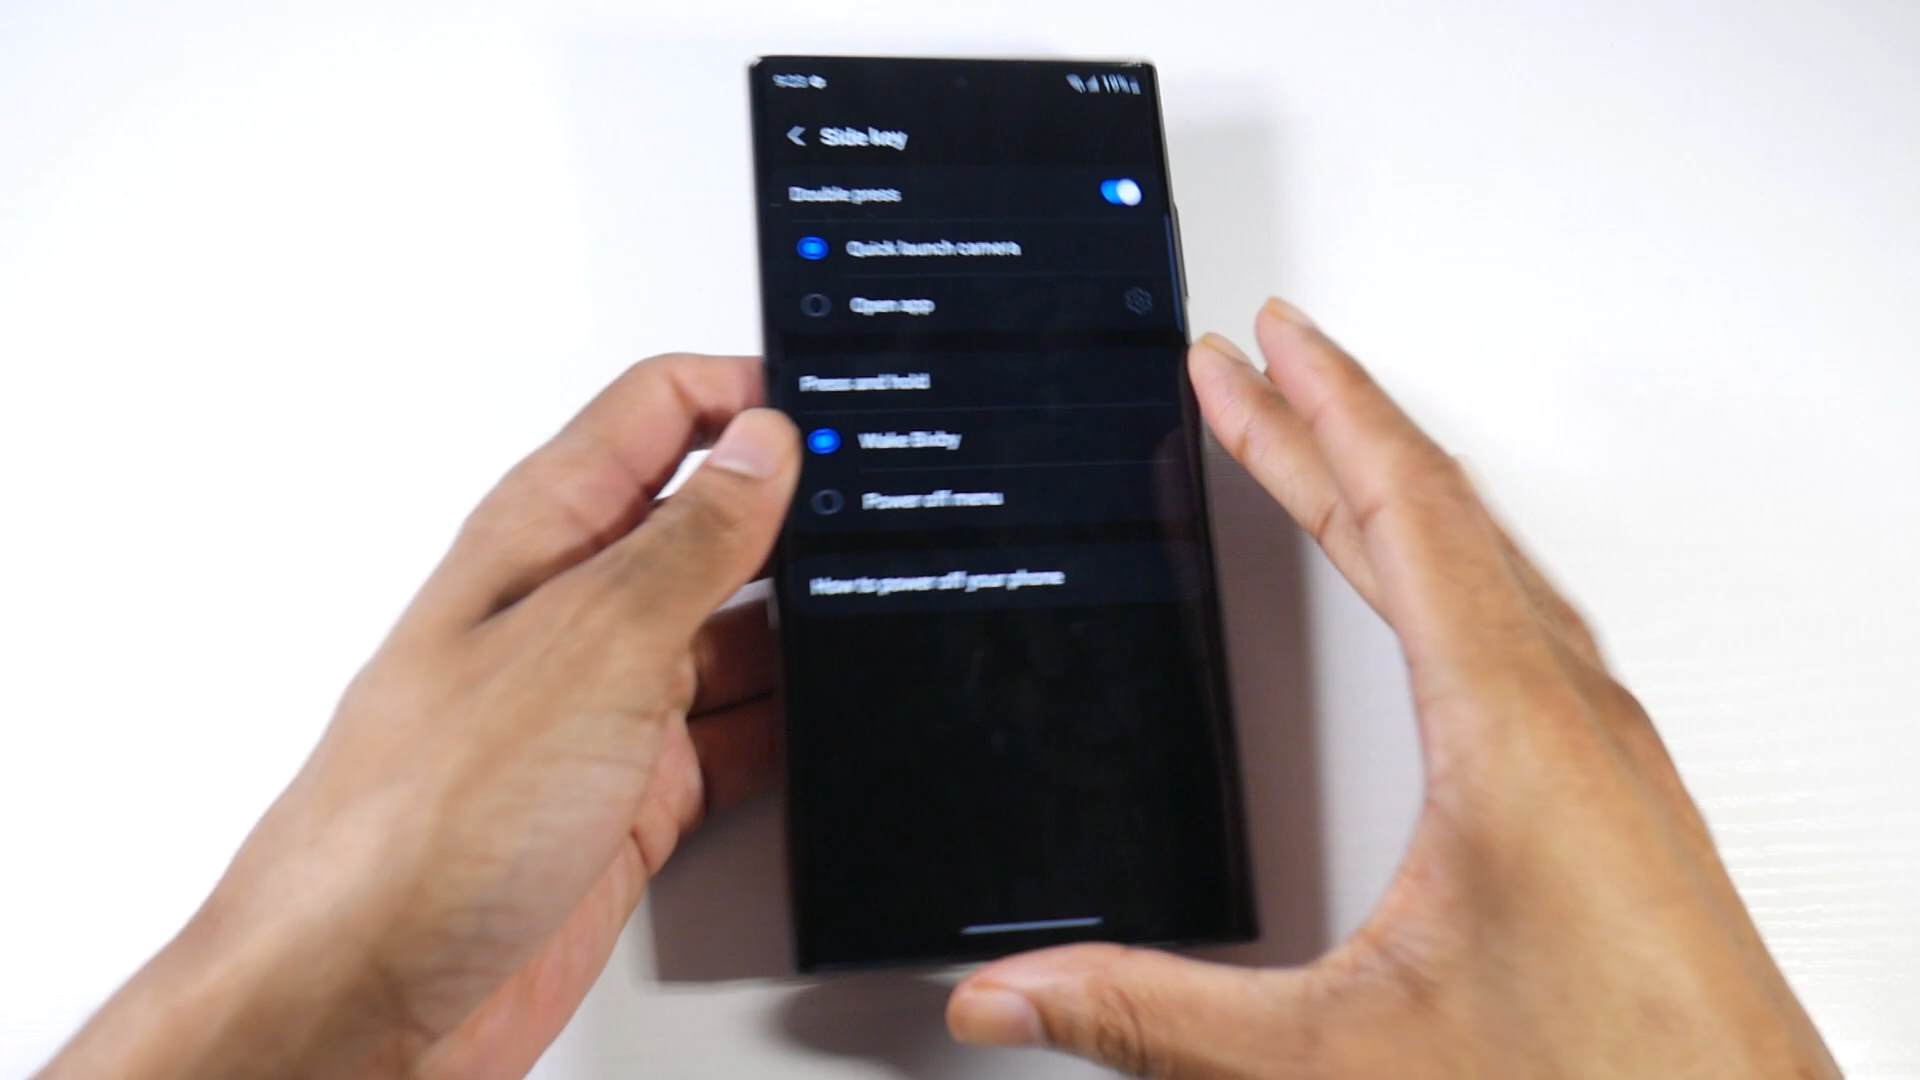 Side key
Double press
Quick launch camera
Open app
Press and hold
Wake Bixby
Power off menu
How to power off your phone